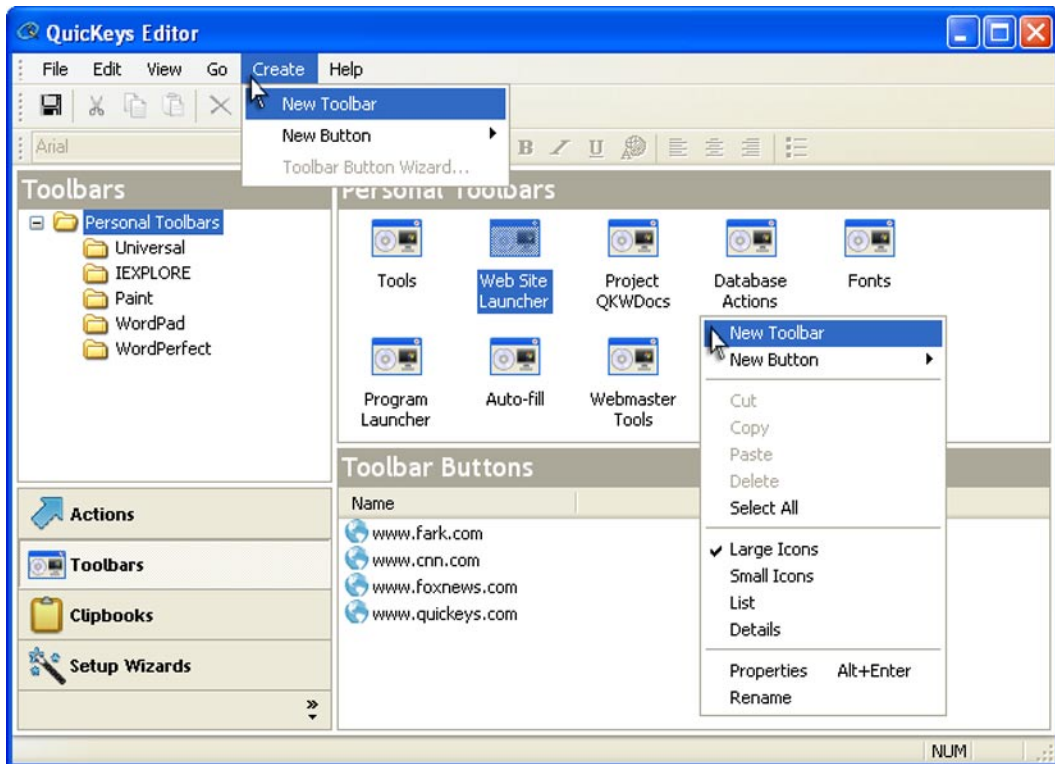 QuicKeys Editor
File Edit View Go Create Help
New Toolbar
New Button
Toolbar Button Wizard...
Arial
B I U
Toolbars
Personal Toolbars
Universal
IEXPLORE
Paint
WordPad
WordPerfect
Actions
Toolbars
Clipbooks
Setup Wizards
Personal Toolbars
Tools
Web Site
Launcher
Project
QKWDocs
Database
Actions
Fonts
Program
Launcher
Auto-fill
Webmaster
Tools
Toolbar Buttons
Name
www.fark.com
www.cnn.com
www.foxnews.com
www.quickeys.com
New Toolbar
New Button
Cut
Copy
Paste
Delete
Select All
Large Icons
Small Icons
List
Details
Properties Alt+Enter
Rename
NUM